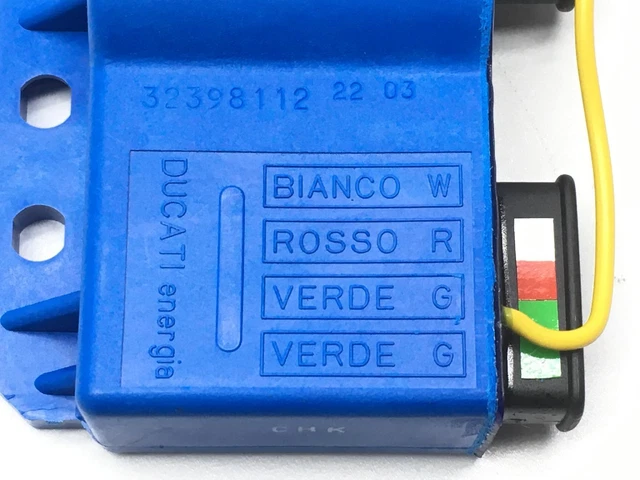 32398112 22 03
DUCATI energia
BIANCO W
ROSSO R
VERDE G
VERDE G
CHK